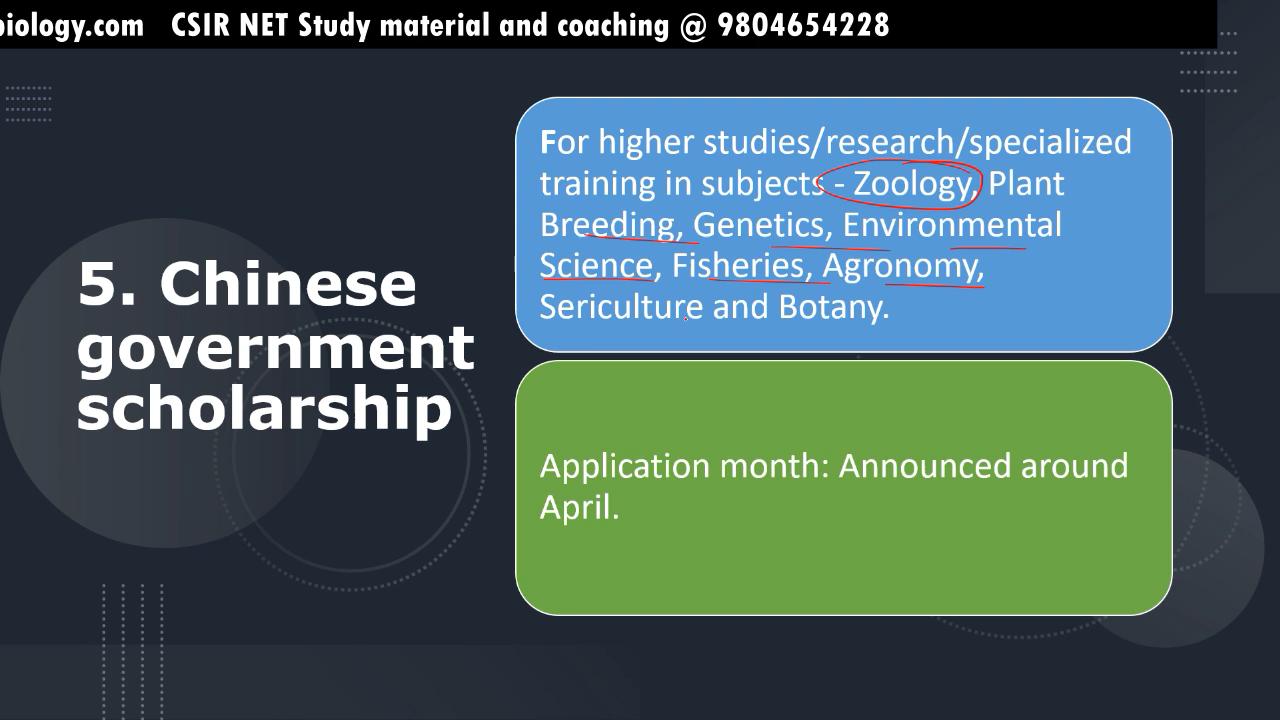 biology.com CSIR NET Study material and coaching @ 9804654228
5. Chinese
government
scholarship
For higher studies/research/specialized
training in subjects - Zoology, Plant
Breeding, Genetics, Environmental
Science, Fisheries, Agronomy,
Sericulture and Botany.
Application month: Announced around
April.